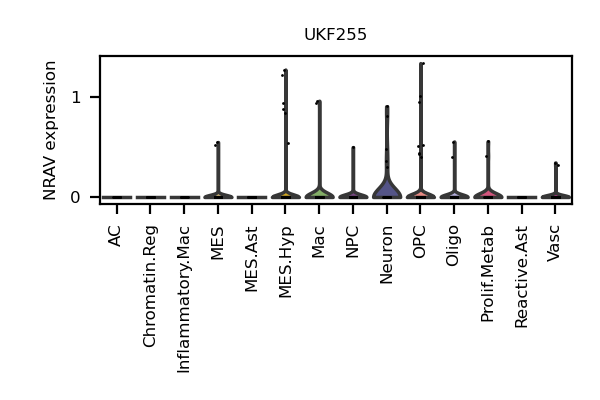 UKF255
NRAV expression
1
0
AC
Chromatin.Reg
Inflammatory.Mac
MES
MES.Ast
MES.Hyp
Mac
NPC
Neuron
OPC
Oligo
Prolif.Metab
Reactive.Ast
Vasc